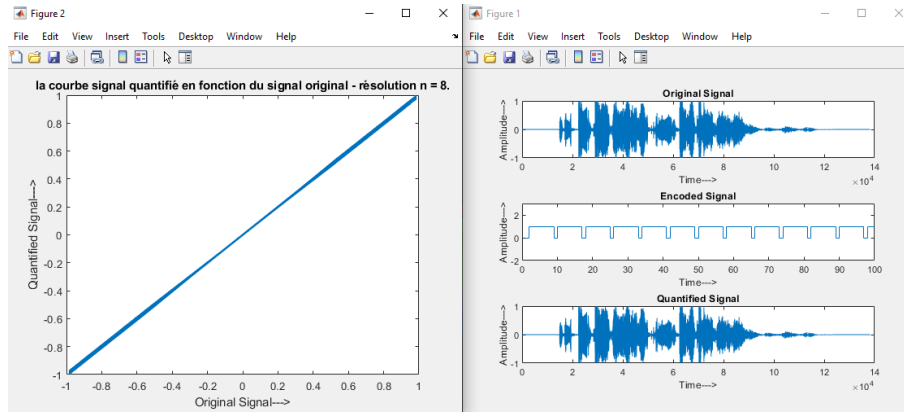 Figure 2
File Edit View Insert Tools Desktop Window Help
la courbe signal quantifié en fonction du signal original - résolution n = 8.
Quantified Signal--->
1
0.8
0.6
0.4
0.2
0
-0.2
-0.4
-0.6
-0.8
-1
-1 -0.8 -0.6 -0.4 -0.2 0 0.2 0.4 0.6 0.8 1
Original Signal--->
Figure 1
File Edit View Insert Tools Desktop Window Help
Original Signal
Amplitude--->
1
0
-1
0 2 4 6 8 10 12 14
Time--->
×10⁴
Encoded Signal
Amplitude--->
2
0
-2
0 10 20 30 40 50 60 70 80 90 100
Time--->
Quantified Signal
Amplitude--->
1
0
-1
0 2 4 6 8 10 12 14
Time--->
×10⁴